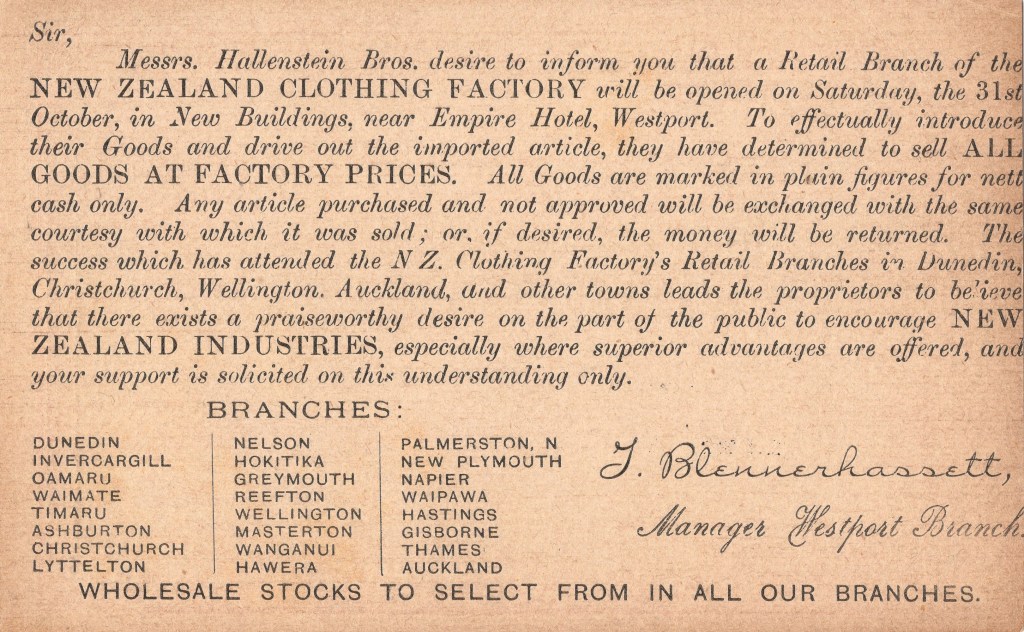 Sir,
Messrs. Hallenstein Bros. desire to inform you that a Retail Branch of the
NEW ZEALAND CLOTHING FACTORY will be opened on Saturday, the 31st
October, in New Buildings, near Empire Hotel, Westport. To effectually introduce
their Goods and drive out the imported article, they have determined to sell ALL
GOODS AT FACTORY PRICES. All Goods are marked in plain figures for nett
cash only. Any article purchased and not approved will be exchanged with the same
courtesy with which it was sold; or, if desired, the money will be returned. The
success which has attended the N Z. Clothing Factory's Retail Branches in Dunedin,
Christchurch, Wellington. Auckland, and other towns leads the proprietors to believe
that there exists a praiseworthy desire on the part of the public to encourage NEW
ZEALAND INDUSTRIES, especially where superior advantages are offered, and
your support is solicited on this understanding only.
BRANCHES:
DUNEDIN
INVERCARGILL
OAMARU
WAIMATE
TIMARU
ASHBURTON
CHRISTCHURCH
LYTTELTON
NELSON
HOKITIKA
GREYMOUTH
REEFTON
WELLINGTON
MASTERTON
WANGANUI
HAWERA
PALMERSTON, N
NEW PLYMOUTH
NAPIER
WAIPAWA
HASTINGS
GISBORNE
THAMES
AUCKLAND
J. Blennerhassett,
Manager Westport Branch.
WHOLESALE STOCKS TO SELECT FROM IN ALL OUR BRANCHES.